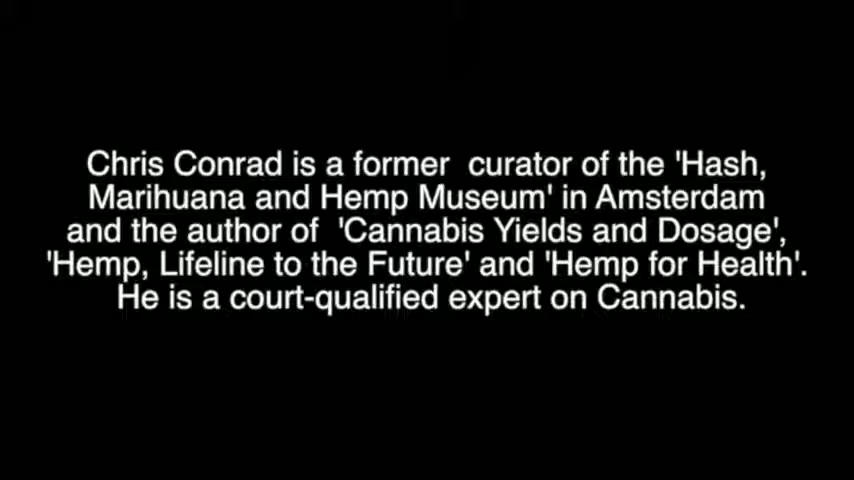 Chris Conrad is a former  curator of the 'Hash,
Marihuana and Hemp Museum' in Amsterdam
and the author of  'Cannabis Yields and Dosage',
'Hemp, Lifeline to the Future' and 'Hemp for Health'.
He is a court-qualified expert on Cannabis.